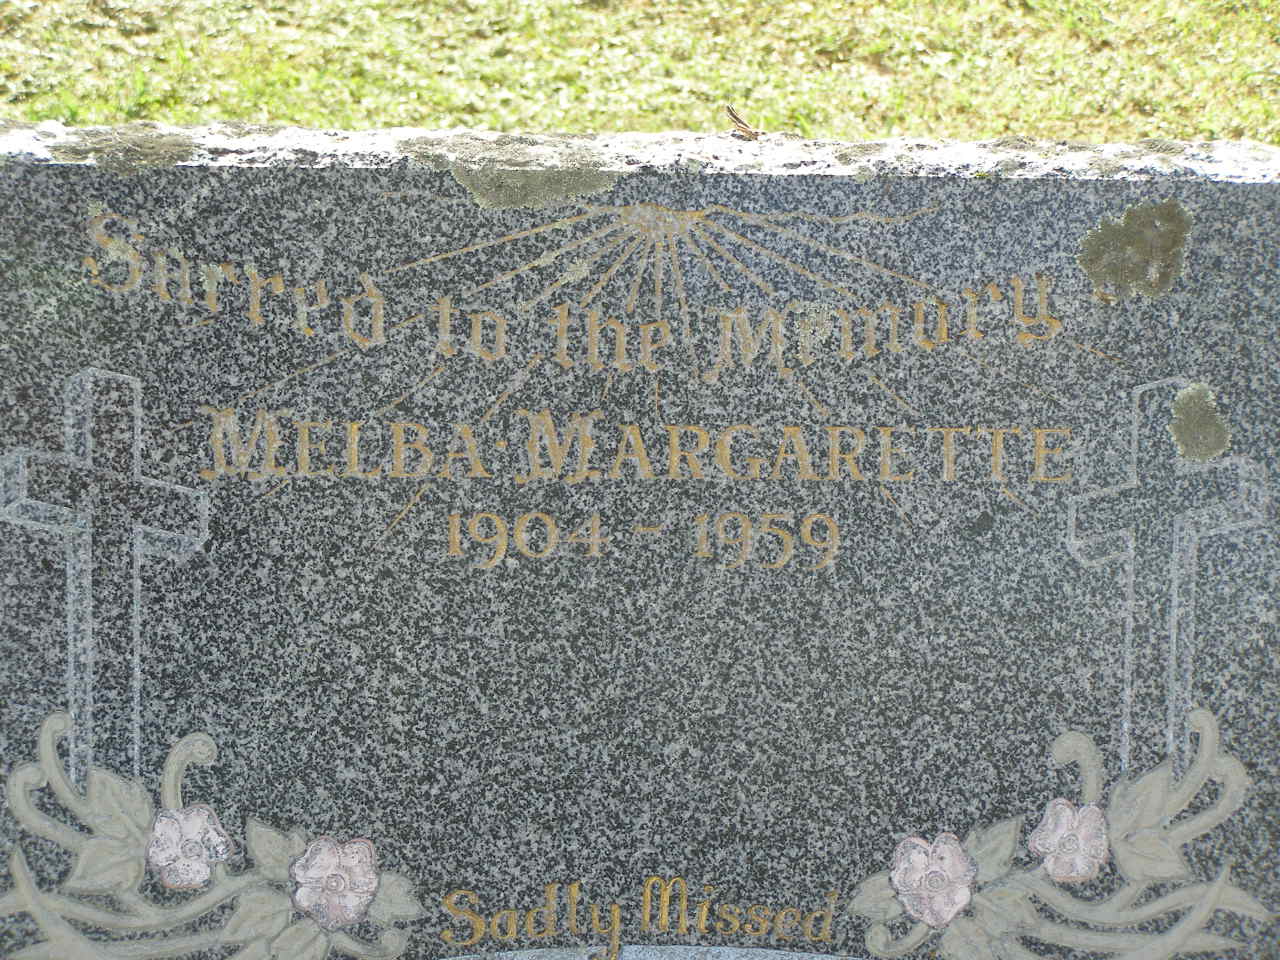 Sacred to the Memory
MELBA · MARGARETTE
1904 - 1959
Sadly Missed